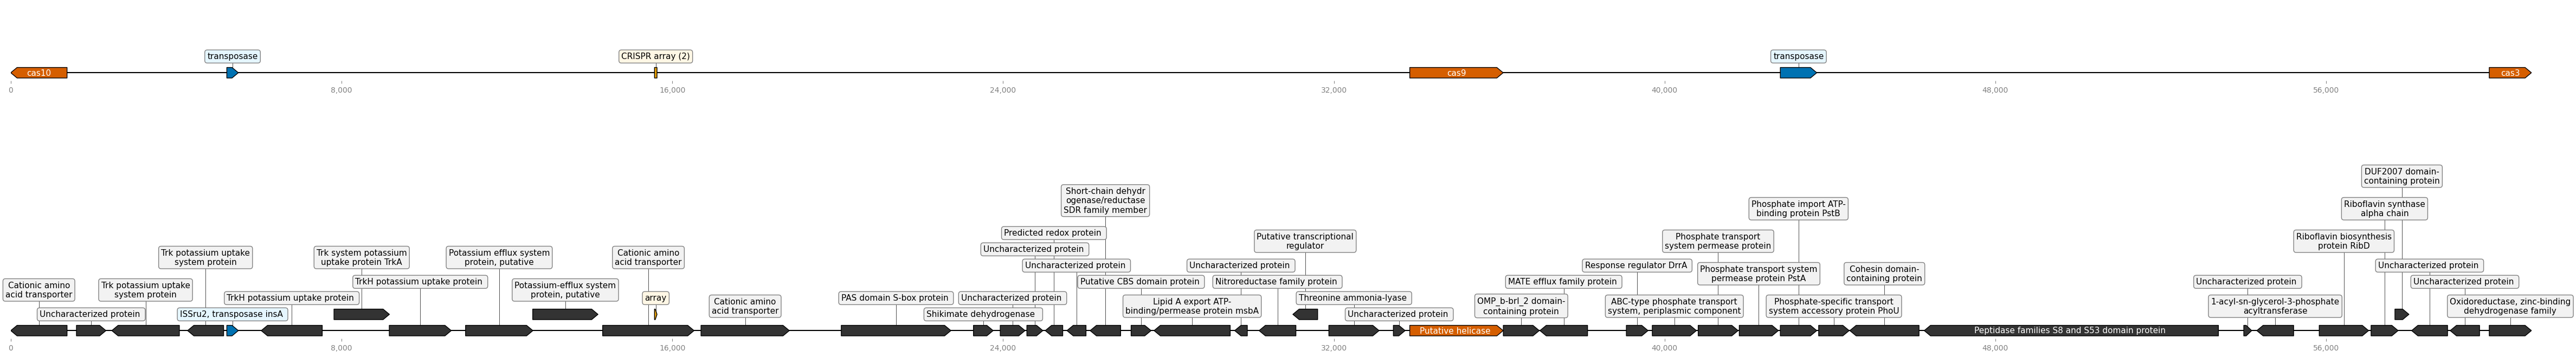 transposase
CRISPR array (2)
transposase
cas10
cas9
cas3
0
8,000
16,000
24,000
32,000
40,000
48,000
56,000
DUF2007 domain-
containing protein
Short-chain dehydr
ogenase/reductase
SDR family member
Phosphate import ATP-
binding protein PstB
Riboflavin synthase
alpha chain
Predicted redox protein
Putative transcriptional
regulator
Phosphate transport
system permease protein
Riboflavin biosynthesis
protein RibD
Trk potassium uptake
system protein
Trk system potassium
uptake protein TrkA
Potassium efflux system
protein, putative
Cationic amino
acid transporter
Uncharacterized protein
Uncharacterized protein
Uncharacterized protein
Response regulator DrrA
Phosphate transport system
permease protein PstA
Cohesin domain-
containing protein
Uncharacterized protein
Cationic amino
acid transporter
Trk potassium uptake
system protein
TrkH potassium uptake protein
Potassium-efflux system
protein, putative
Putative CBS domain protein
Nitroreductase family protein
MATE efflux family protein
Uncharacterized protein
Uncharacterized protein
TrkH potassium uptake protein
array
Cationic amino
acid transporter
PAS domain S-box protein
Uncharacterized protein
Lipid A export ATP-
binding/permease protein msbA
Threonine ammonia-lyase
OMP_b-brl_2 domain-
containing protein
ABC-type phosphate transport
system, periplasmic component
Phosphate-specific transport
system accessory protein PhoU
1-acyl-sn-glycerol-3-phosphate
acyltransferase
Oxidoreductase, zinc-binding
dehydrogenase family
Uncharacterized protein
ISSru2, transposase insA
Shikimate dehydrogenase
Uncharacterized protein
Putative helicase
Peptidase families S8 and S53 domain protein
0
8,000
16,000
24,000
32,000
40,000
48,000
56,000